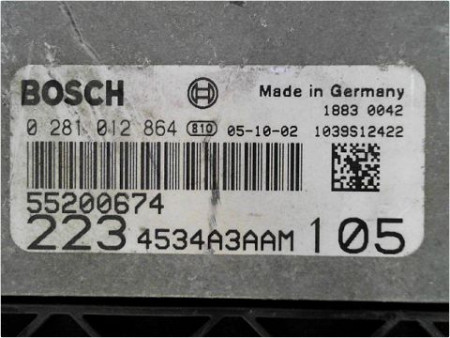 BOSCH Made in Germany
1883 0042
0 281 012 864 810 05-10-02 1039S12422
55200674
223 4534A3AAM 105